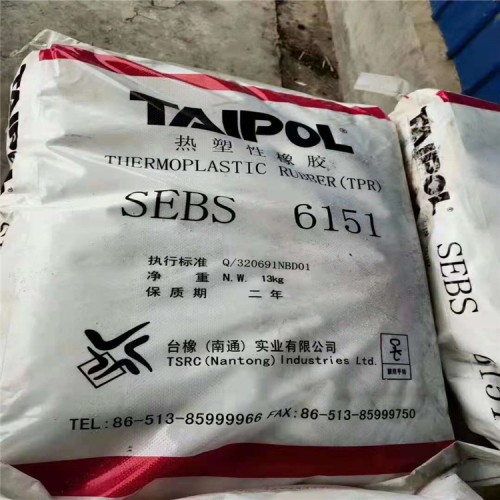 TAIPOL®
热塑性橡胶
THERMOPLASTIC RUBBER(TPR)
SEBS 6151
执行标准 Q/320691NBD01
净 重 N.W. 13kg
保质期 二年
台橡(南通)实业有限公司
TSRC(Nantong)Industries Ltd.
TEL:86-513-85999966 FAX:86-513-85999750
TAIPOL
SEBS 6151